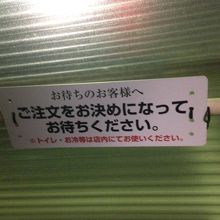 お待ちのお客様へ
ご注文をお決めになって
お待ちください。
※トイレ・お冷等は店内にてお使いください。